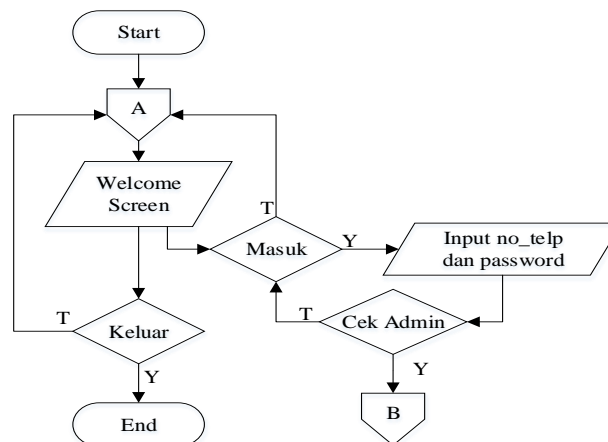 Start
A
Welcome
Screen
T
Masuk
Y
Input no_telp
dan password
T
Keluar
Y
T
Cek Admin
Y
End
B